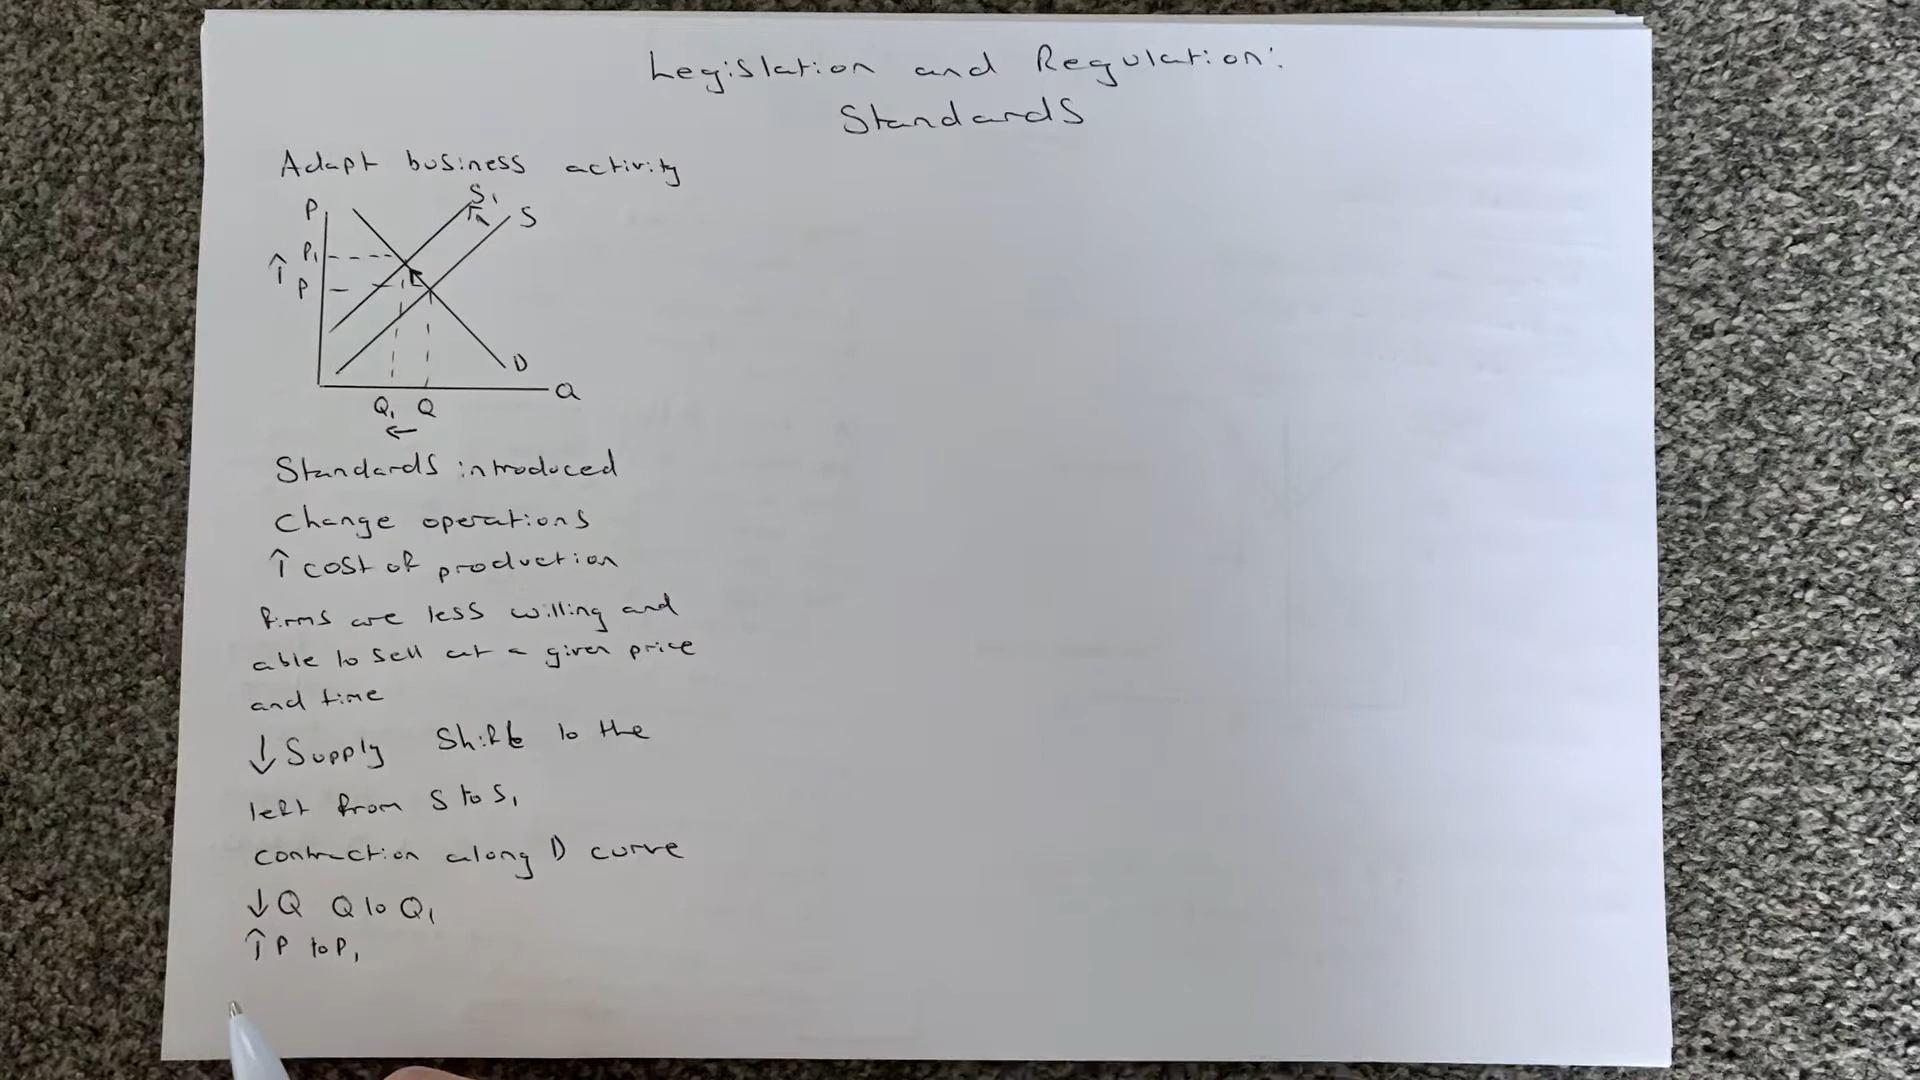 Legislation and Regulation:
Standards
Adapt business activity
P
S₁
S
P₁
↑
P
D
Q
Q₁ Q
←
Standards introduced
Change operations
↑ cost of production
firms are less willing and
able to sell at a given price
and time
↓ Supply Shift to the
left from S to S₁
contraction along D curve
↓ Q Q to Q₁
↑ P to P₁